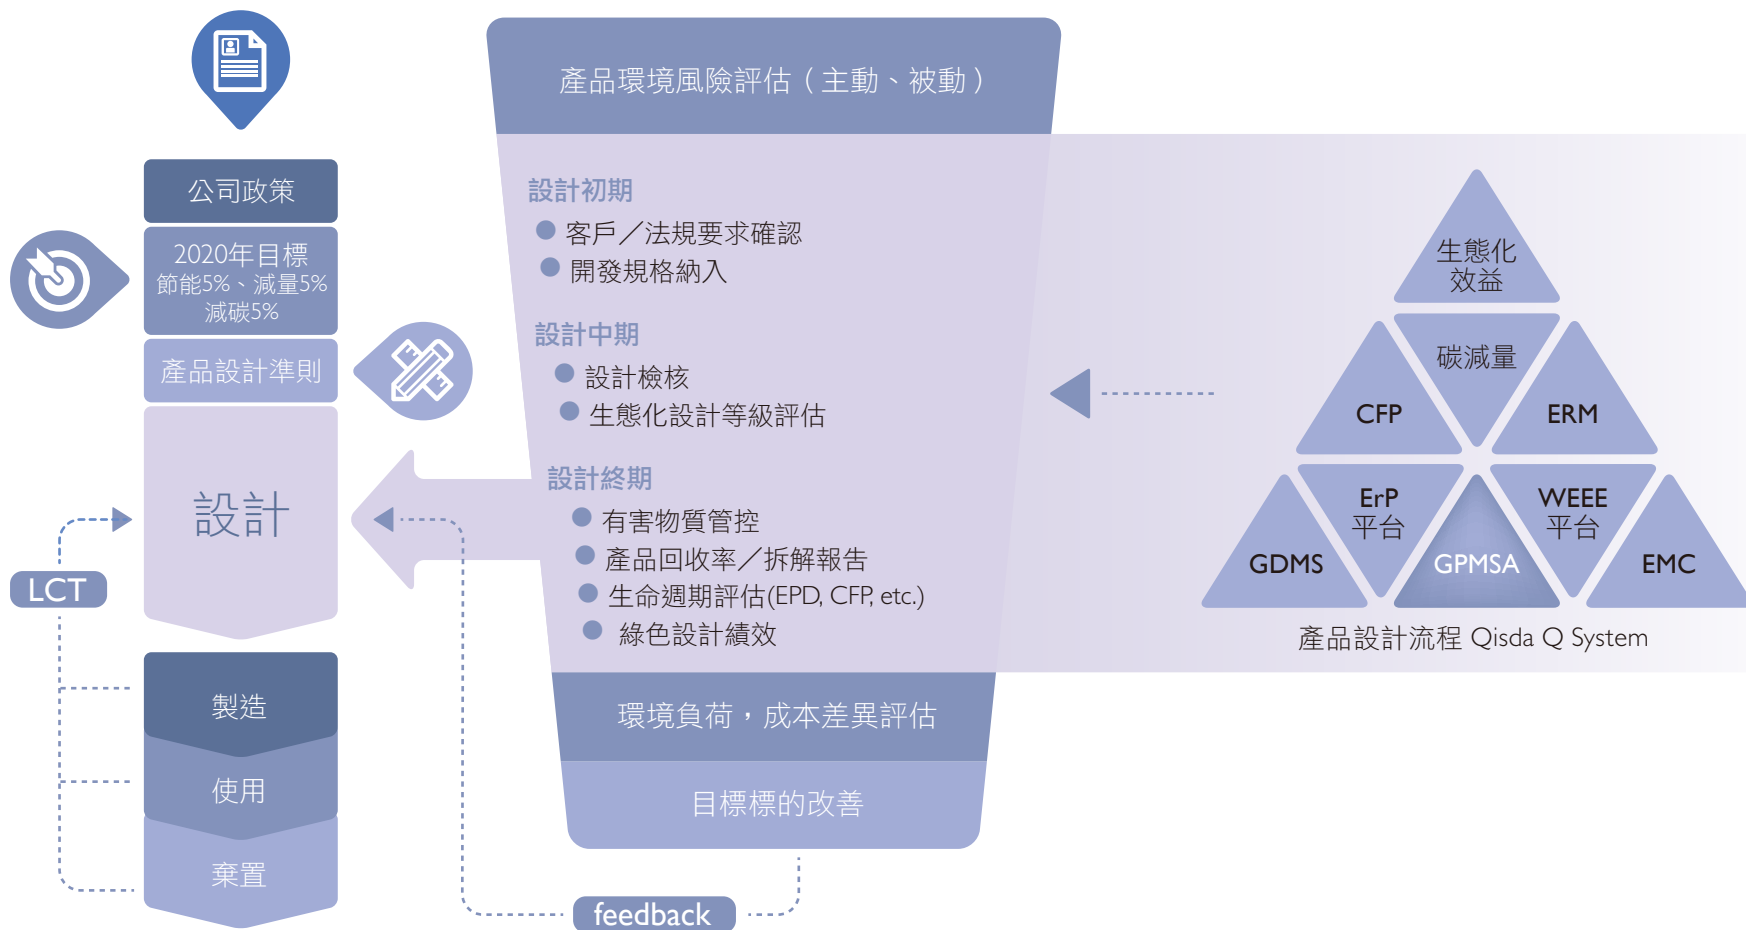 公司政策
2020年目標
節能5%、減量5%
減碳5%
產品設計準則
設計
LCT
製造
使用
棄置
產品環境風險評估（主動、被動）
設計初期
客戶／法規要求確認
開發規格納入
設計中期
設計檢核
生態化設計等級評估
設計終期
有害物質管控
產品回收率／拆解報告
生命週期評估(EPD, CFP, etc.)
綠色設計績效
環境負荷，成本差異評估
目標標的改善
feedback
生態化
效益
碳減量
CFP
ERM
ErP
平台
WEEE
平台
GDMS
GPMSA
EMC
產品設計流程 Qisda Q System